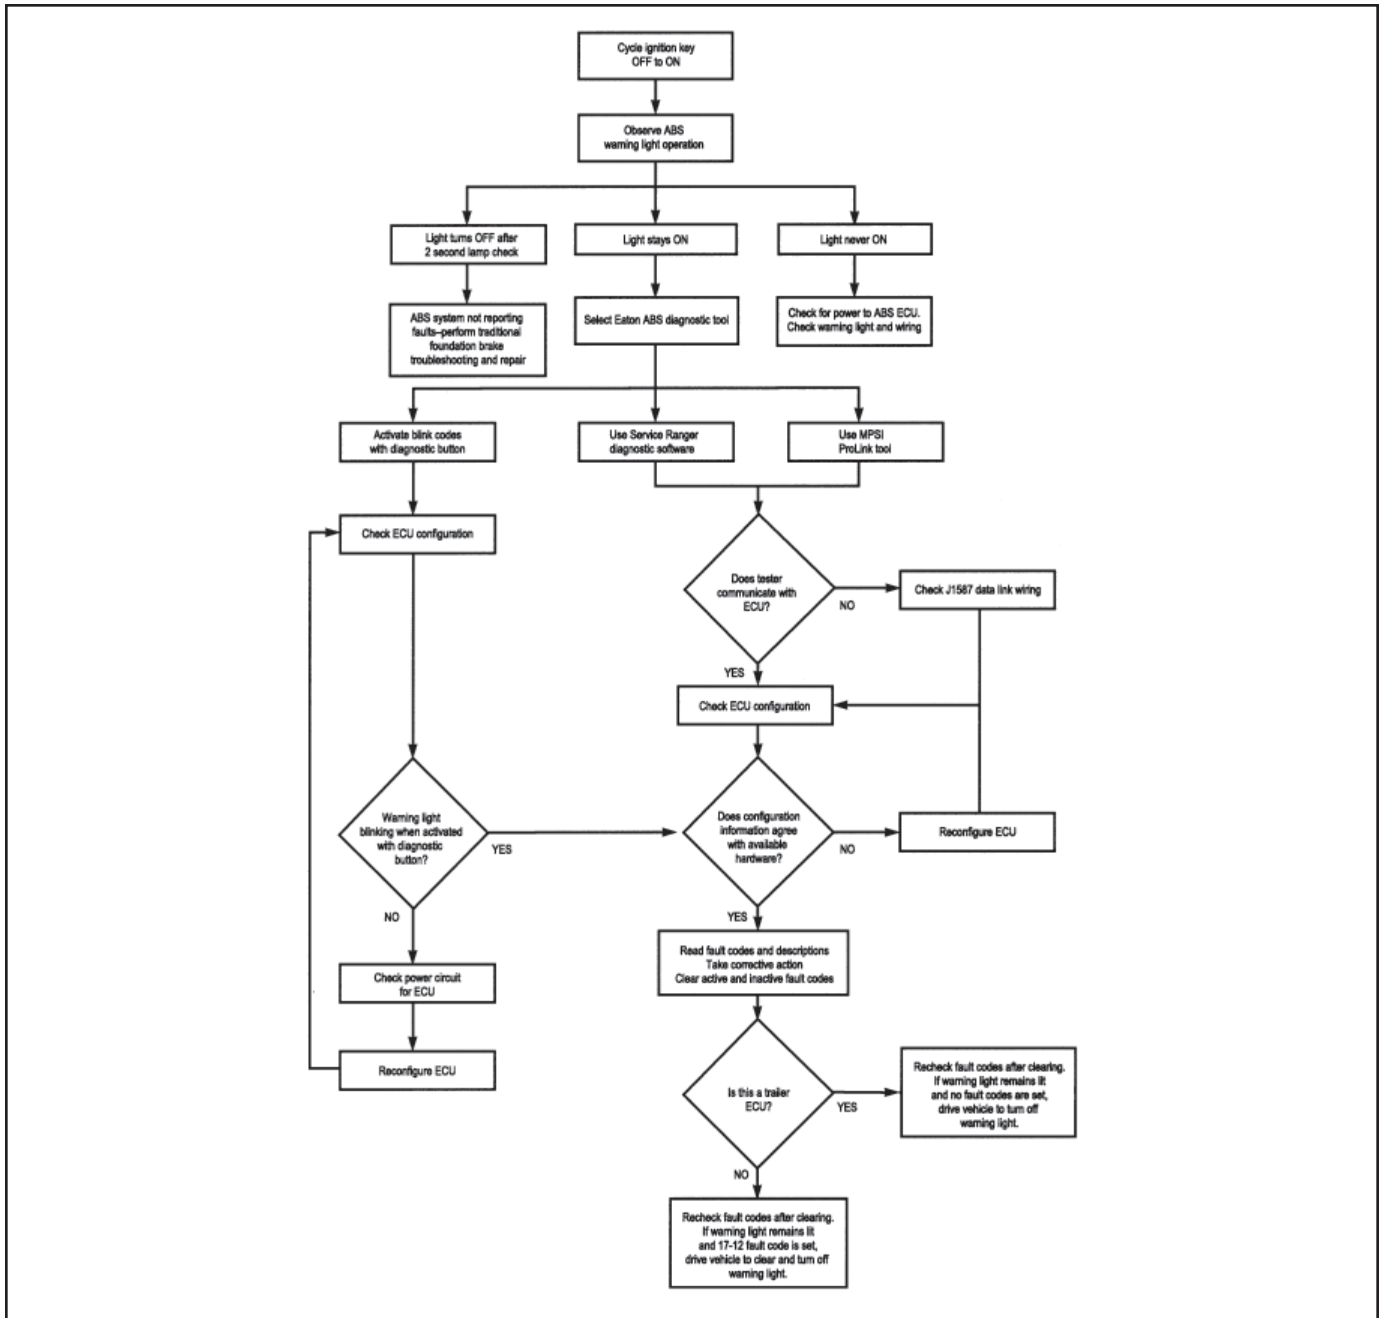 Cycle ignition key
OFF to ON
Observe ABS
warning light operation
Light turns OFF after
2 second lamp check
Light stays ON
Light never ON
ABS system not reporting
faults–perform traditional
foundation brake
troubleshooting and repair
Select Eaton ABS diagnostic tool
Check for power to ABS ECU.
Check warning light and wiring
Activate blink codes
with diagnostic button
Use Service Ranger
diagnostic software
Use MPSI
ProLink tool
Check ECU configuration
Does tester
communicate with
ECU?
NO
Check J1587 data link wiring
YES
Check ECU configuration
Warning light
blinking when activated
with diagnostic
button?
YES
Does configuration
information agree
with available
hardware?
NO
Reconfigure ECU
NO
YES
Check power circuit
for ECU
Read fault codes and descriptions
Take corrective action
Clear active and inactive fault codes
Reconfigure ECU
Is this a trailer
ECU?
YES
Recheck fault codes after clearing.
If warning light remains lit
and no fault codes are set,
drive vehicle to turn off
warning light.
NO
Recheck fault codes after clearing.
If warning light remains lit
and 17-12 fault code is set,
drive vehicle to clear and turn off
warning light.